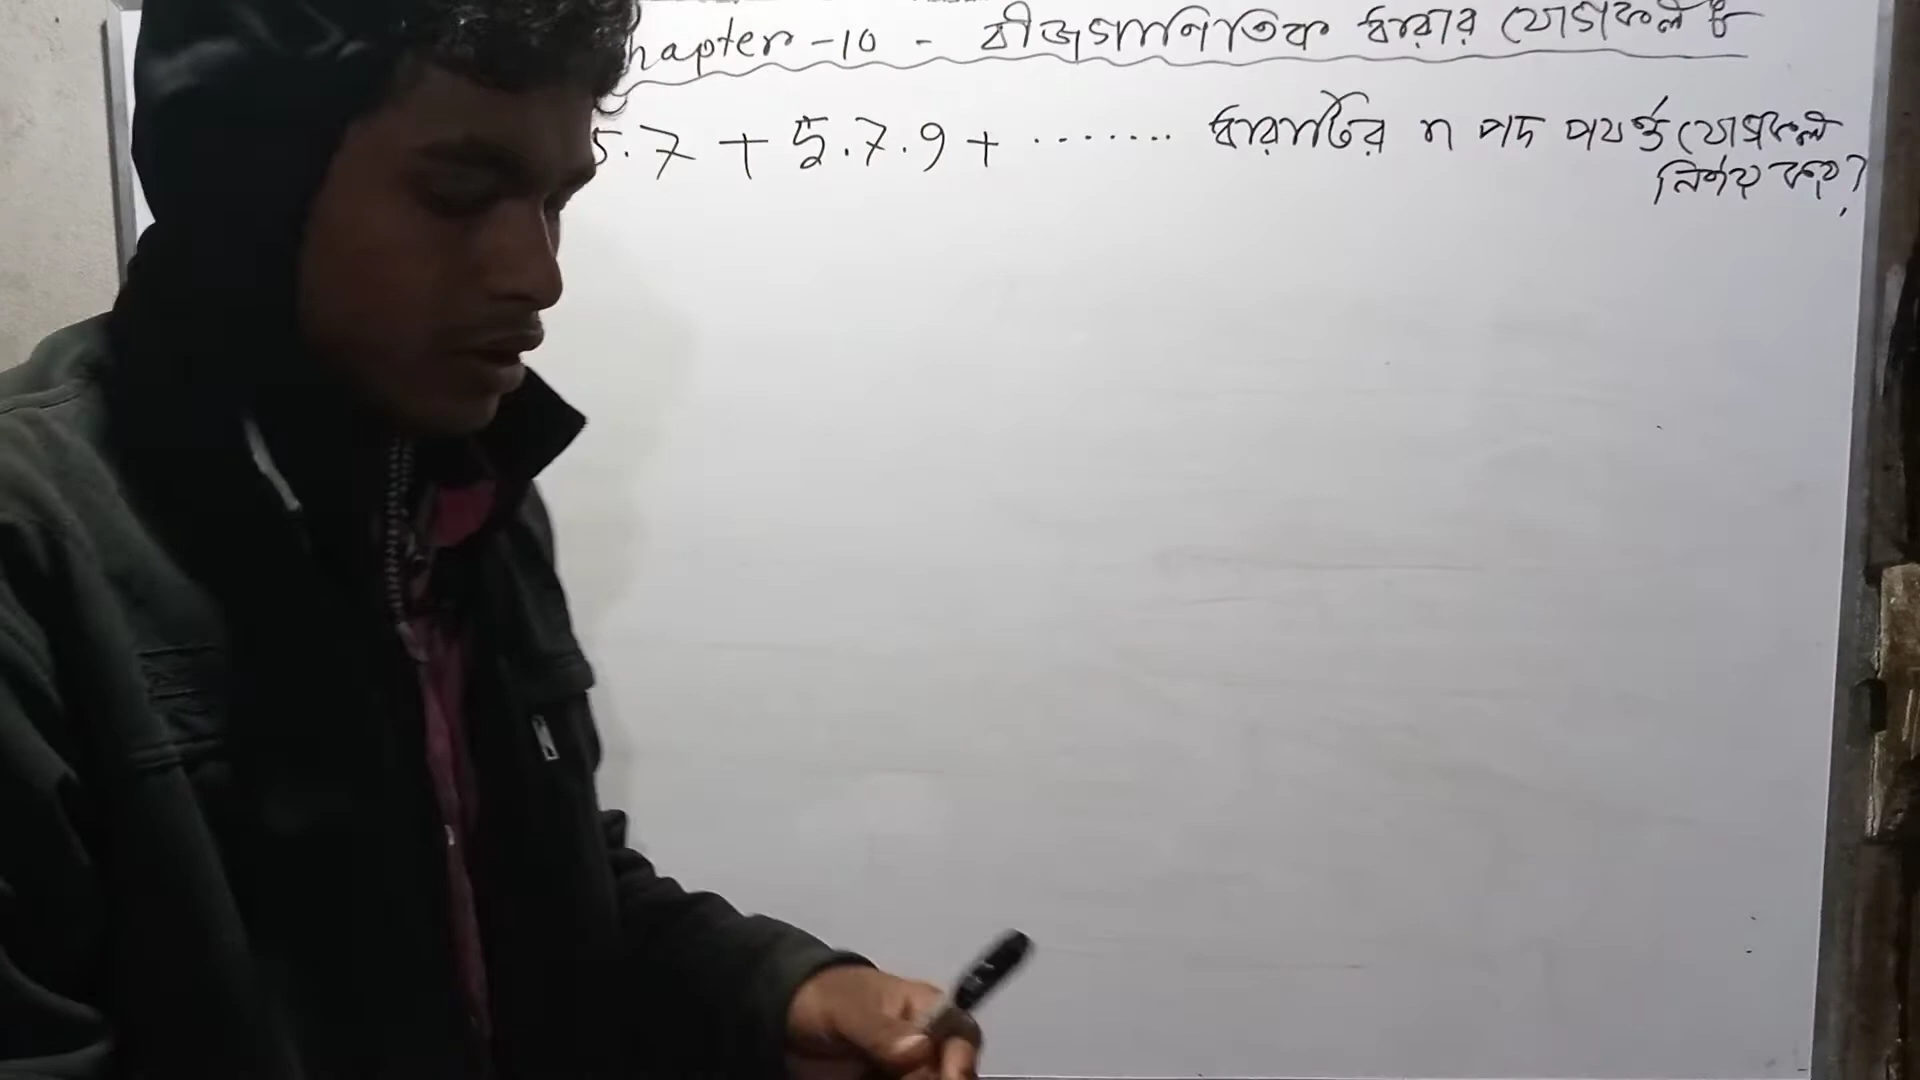 hapter -10 - বীজগাণিতিক ধারার যোগফল ঃ
5.7 + 5.7.9 + ........ ধারাটির n পদ পর্যন্ত যোগফল
নির্ণয় কর?